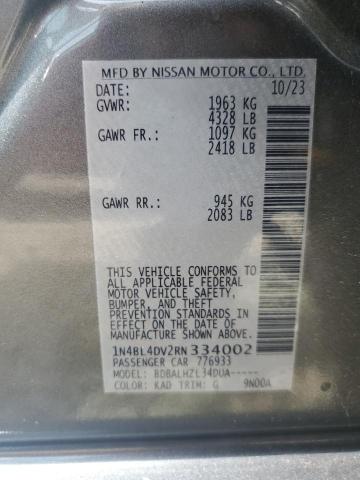 MFD BY NISSAN MOTOR CO., LTD.
DATE: 10/23
GVWR: 1963 KG
4328 LB
GAWR FR.: 1097 KG
2418 LB
GAWR RR.: 945 KG
2083 LB
THIS VEHICLE CONFORMS TO
ALL APPLICABLE FEDERAL
MOTOR VEHICLE SAFETY,
BUMPER, AND THEFT
PREVENTION STANDARDS IN
EFFECT ON THE DATE OF
MANUFACTURE SHOWN ABOVE.
1N4BL4DV2RN334002
PASSENGER CAR 776933
MODEL: BDBALHZL34DUA-----
COLOR: KAD TRIM: G 9N00A